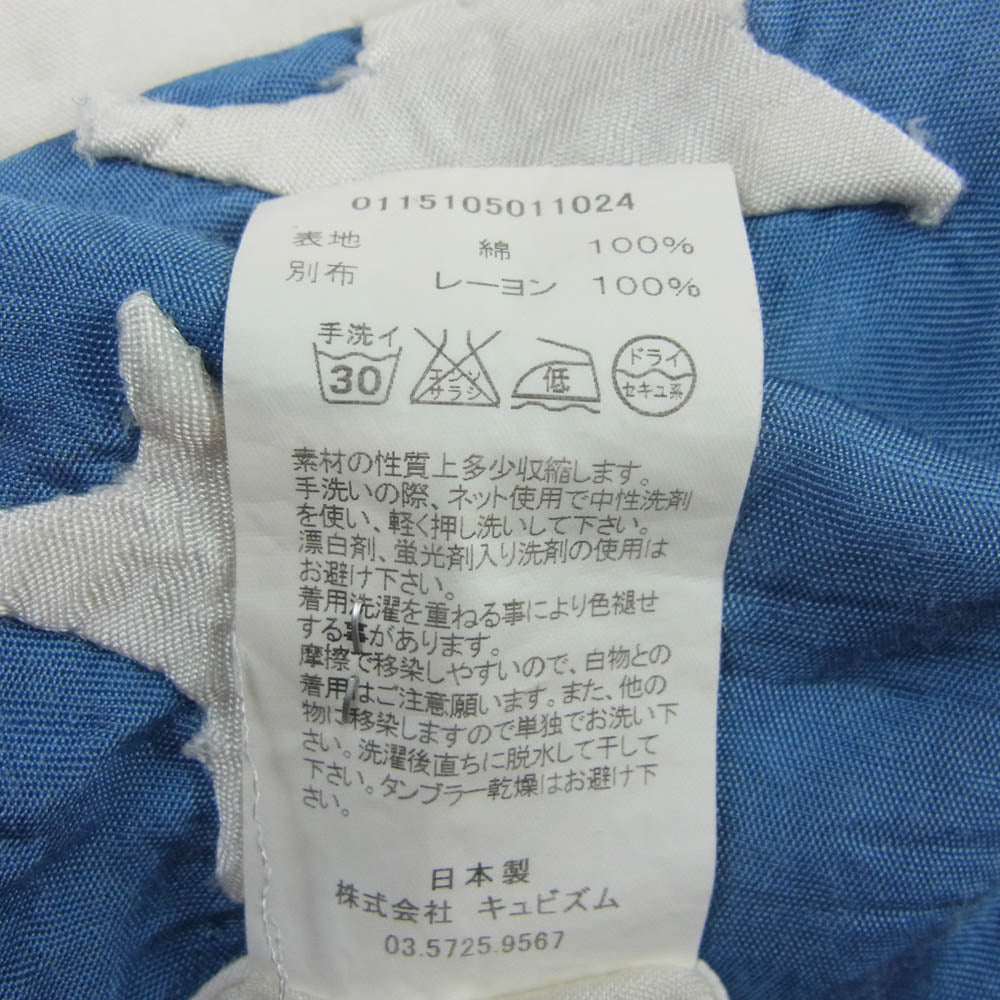 0115105011024
表地 綿 100%
別布 レーヨン 100%
手洗イ
30
エンソ
サラシ
低
ドライ
セキユ系
素材の性質上多少収縮します。
手洗いの際、ネット使用で中性洗剤
を使い、軽く押し洗いして下さい。
漂白剤、蛍光剤入り洗剤の使用は
お避け下さい。
着用洗濯を重ねる事により色褪せ
する事があります。
摩擦で移染しやすいので、白物との
着用はご注意願います。また、他の
物に移染しますので単独でお洗い下
さい。洗濯後直ちに脱水して干して
下さい。タンブラー乾燥はお避け下
さい。
日本製
株式会社 キュビズム
03.5725.9567